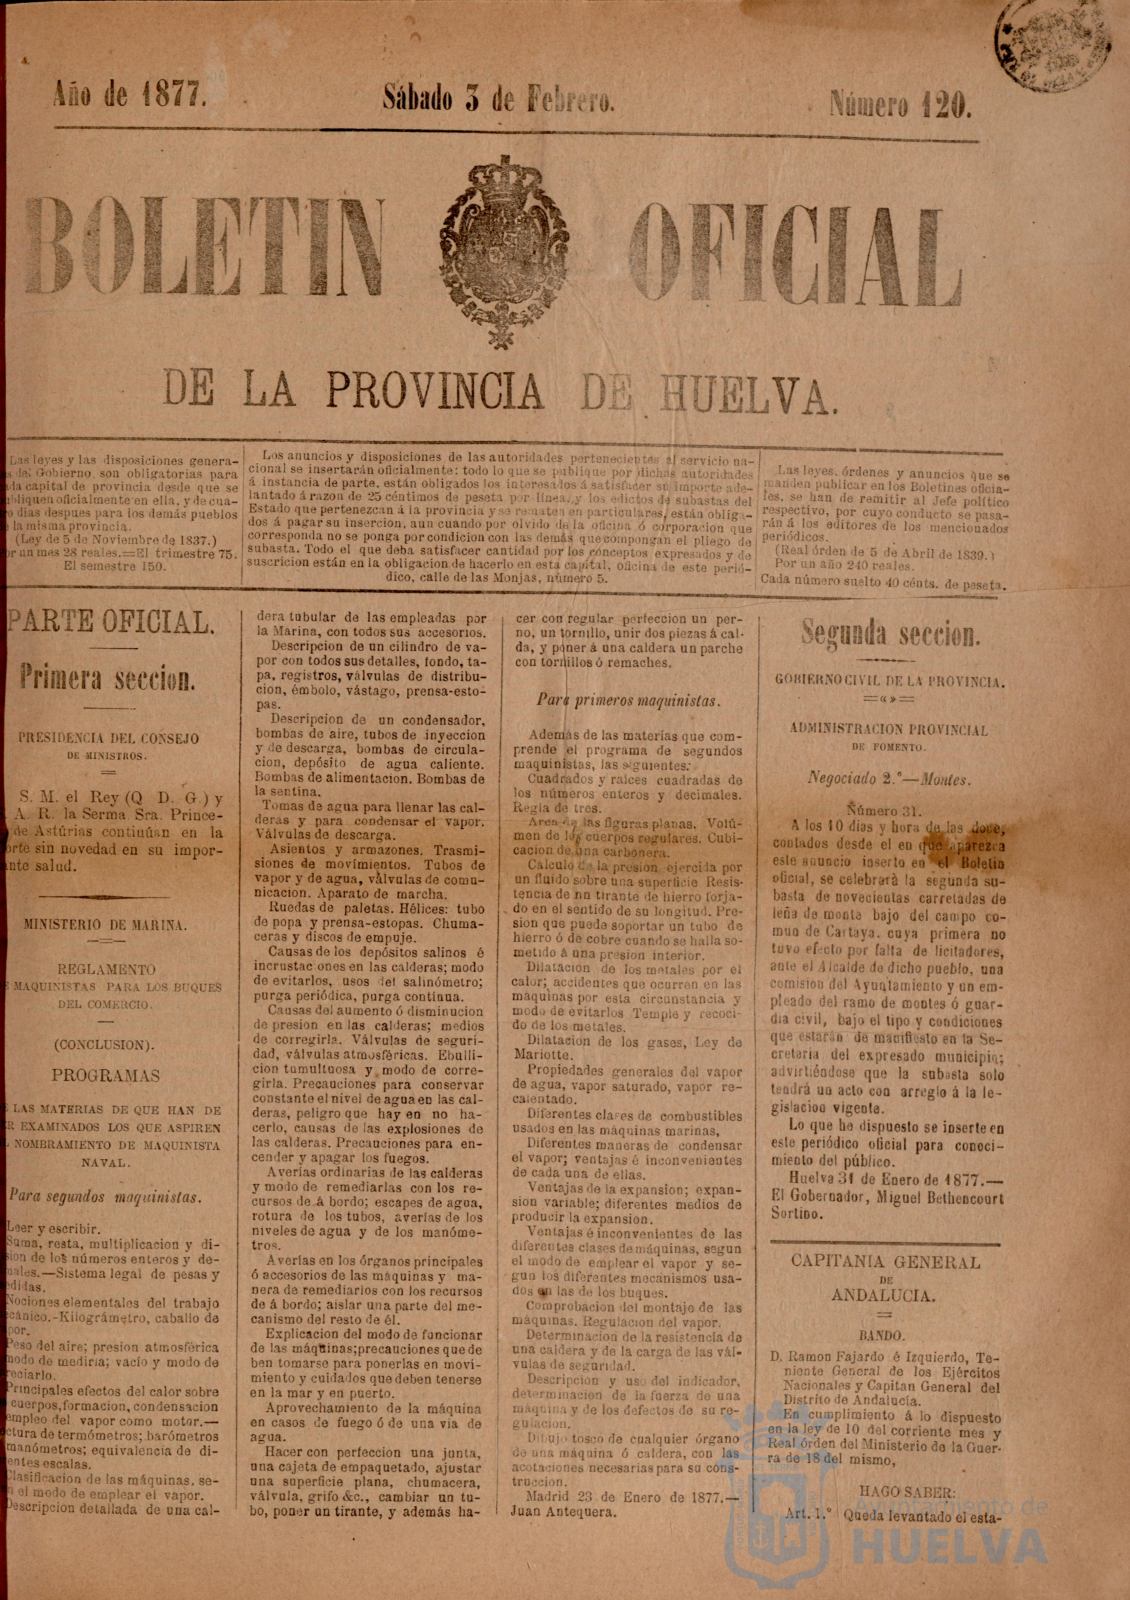 Año de 1877.
Sábado 3 de Febrero.
Número 120.
BOLETIN OFICIAL
DE LA PROVINCIA DE HUELVA.
Las leyes y las disposiciones genera-
del Gobierno, son obligatorias para
capital de provincia desde que se
oficialmente en ella, y de cua-
dias despues para los demás pueblos
la misma provincia.
(Ley de 5 de Noviembre de 1837.)
un mes 28 reales.=El trimestre 75.
El semestre 150.
Los anuncios y disposiciones de las autoridades pertenecientes al servicio na-
cional se insertarán oficialmente: todo lo que se publique por dichas autoridades
á instancia de parte, están obligados los interesados á satisfacer su importe ade-
lantado á razon de 25 céntimos de peseta por línea, y los edictos de subastas del
Estado que pertenezcan á la provincia y se rematen en particulares, están obliga-
dos á pagar su insercion, aun cuando por olvido de la oficina ó corporacion que
corresponda no se ponga por condicion con las demás que compongan el pliego de
subasta. Todo el que deba satisfacer cantidad por los conceptos expresados y de
suscricion están en la obligacion de hacerlo en esta capital, oficina de este perió-
dico, calle de las Monjas, número 5.
Las leyes, órdenes y anuncios que se
manden publicar en los Boletines oficia-
les, se han de remitir al Jefe político
respectivo, por cuyo conducto se pasa-
rán á los editores de los mencionados
periódicos.
(Real órden de 5 de Abril de 1839.)
Por un año 240 reales.
Cada número suelto 40 cénts. de peseta.
PARTE OFICIAL.
Primera seccion.
PRESIDENCIA DEL CONSEJO
DE MINISTROS.
S. M. el Rey (Q. D. G.) y
A. R. la Serma Sra. Prince-
de Astúrias continúan en la
sin novedad en su impor-
salud.
MINISTERIO DE MARINA.
REGLAMENTO
MAQUINISTAS PARA LOS BUQUES
DEL COMERCIO.
(CONCLUSION).
PROGRAMAS
LAS MATERIAS DE QUE HAN DE
EXAMINADOS LOS QUE ASPIREN
NOMBRAMIENTO DE MAQUINISTA
NAVAL.
Para segundos maquinistas.
Leer y escribir.
Suma, resta, multiplicacion y di-
sion de los números enteros y de-
.—Sistema legal de pesas y
Nociones elementales del trabajo
.-Kilográmetro, caballo de
Peso del aire; presion atmosférica
modo de medirla; vacío y modo de
Principales efectos del calor sobre
cuerpos, formacion, condensacion
empleo del vapor como motor.—
de termómetros; barómetros
manómetros; equivalencia de di-
escalas.
Clasificacion de las máquinas, se-
el modo de emplear el vapor.
Descripcion detallada de una cal-
dera tubular de las empleadas por
la Marina, con todos sus accesorios.
Descripcion de un cilindro de va-
por con todos sus detalles, fondo, ta-
pa, registros, válvulas de distribu-
cion, émbolo, vástago, prensa-esto-
pas.
Descripcion de un condensador,
bombas de aire, tubos de inyeccion
y de descarga, bombas de circula-
cion, depósito de agua caliente.
Bombas de alimentacion. Bombas de
la sentina.
Tomas de agua para llenar las cal-
deras y para condensar el vapor.
Válvulas de descarga.
Asientos y armazones. Trasmi-
siones de movimientos. Tubos de
vapor y de agua, válvulas de comu-
nicacion. Aparato de marcha.
Ruedas de paletas. Hélices: tubo
de popa y prensa-estopas. Chuma-
ceras y discos de empuje.
Causas de los depósitos salinos é
incrustaciones en las calderas; modo
de evitarlos, usos del salinómetro;
purga periódica, purga contínua.
Causas del aumento ó disminucion
de presion en las calderas; medios
de corregirla. Válvulas de seguri-
dad, válvulas atmosféricas. Ebulli-
cion tumultuosa y modo de corre-
girla. Precauciones para conservar
constante el nivel de agua en las cal-
deras, peligro que hay en no ha-
cerlo, causas de las explosiones de
las calderas. Precauciones para en-
cender y apagar los fuegos.
Averías ordinarias de las calderas
y modo de remediarlas con los re-
cursos de á bordo; escapes de agua,
rotura de los tubos, averías de los
niveles de agua y de los manóme-
tros.
Averías en los órganos principales
ó accesorios de las máquinas y ma-
nera de remediarlos con los recursos
de á bordo; aislar una parte del me-
canismo del resto de él.
Explicacion del modo de funcionar
de las máquinas; precauciones que de
ben tomarse para ponerlas en movi-
miento y cuidados que deben tenerse
en la mar y en puerto.
Aprovechamiento de la máquina
en casos de fuego ó de una via de
agua.
Hacer con perfeccion una junta,
una cajeta de empaquetado, ajustar
una superficie plana, chumacera,
válvula, grifo &c., cambiar un tu-
bo, poner un tirante, y además ha-
cer con regular perfeccion un per-
no, un tornillo, unir dos piezas á cal-
da, y poner á una caldera un parche
con tornillos ó remaches.
Para primeros maquinistas.
Además de las materias que com-
prende el programa de segundos
maquinistas, las siguientes:
Cuadrados y raices cuadradas de
los números enteros y decimales.
Regla de tres.
Area de las figuras planas. Volú-
men de los cuerpos regulares. Cubi-
cacion de una carbonera.
Cálculo de la presion ejercida por
un fluido sobre una superficie Resis-
tencia de un tirante de hierro forja-
do en el sentido de su longitud. Pre-
sion que puede soportar un tubo de
hierro ó de cobre cuando se halla so-
metido á una presion interior.
Dilatacion de los metales por el
calor; accidentes que ocurren en las
máquinas por esta circunstancia y
modo de evitarlos Temple y recoci-
do de los metales.
Dilatacion de los gases, Ley de
Mariotte.
Propiedades generales del vapor
de agua, vapor saturado, vapor re-
calentado.
Diferentes clases de combustibles
usados en las máquinas marinas,
Diferentes maneras de condensar
el vapor; ventajas é inconvenientes
de cada una de ellas.
Ventajas de la expansion; expan-
sion variable; diferentes medios de
producir la expansion.
Ventajas é inconvenientes de las
diferentes clases de máquinas, segun
el modo de emplear el vapor y se-
gun los diferentes mecanismos usa-
dos en las de los buques.
Comprobacion del montaje de las
máquinas. Regulacion del vapor.
Determinacion de la resistencia de
una caldera y de la carga de las vál-
vulas de seguridad.
Descripcion y uso del indicador,
determinacion de la fuerza de una
máquina y de los defectos de su re-
gulacion.
Dibujo tosco de cualquier órgano
de una máquina ó caldera, con las
acotaciones necesarias para su cons-
truccion.
Madrid 23 de Enero de 1877.—
Juan Antequera.
Segunda seccion.
GOBIERNO CIVIL DE LA PROVINCIA.
ADMINISTRACION PROVINCIAL
DE FOMENTO.
Negociado 2.º—Montes.
Número 31.
A los 10 dias y hora de las doce,
contados desde el en que aparezca
este anuncio inserto en el Boletin
oficial, se celebrará la segunda su-
basta de novecientas carretadas de
leña de monte bajo del campo co-
mun de Cartaya. cuya primera no
tuvo efecto por falta de licitadores,
ante el Alcalde de dicho pueblo, una
comision del Ayuntamiento y un em-
pleado del ramo de montes ó guar-
dia civil, bajo el tipo y condiciones
que estarán de manifiesto en la Se-
cretaría del expresado municipio;
advirtiéndose que la subasta solo
tendrá un acto con arreglo á la le-
gislacion vigente.
Lo que he dispuesto se inserte en
este periódico oficial para conoci-
miento del público.
Huelva 31 de Enero de 1877.—
El Gobernador, Miguel Bethencourt
Sortino.
CAPITANIA GENERAL
DE
ANDALUCIA.
BANDO.
D. Ramon Fajardo é Izquierdo, Te-
niente General de los Ejércitos
Nacionales y Capitan General del
Distrito de Andalucía.
En cumplimiento á lo dispuesto
en la ley de 10 del corriente mes y
Real órden del Ministerio de la Guer-
ra de 18 del mismo,
HAGO SABER:
Art. 1.º Queda levantado el esta-
Ayuntamiento de
HUELVA